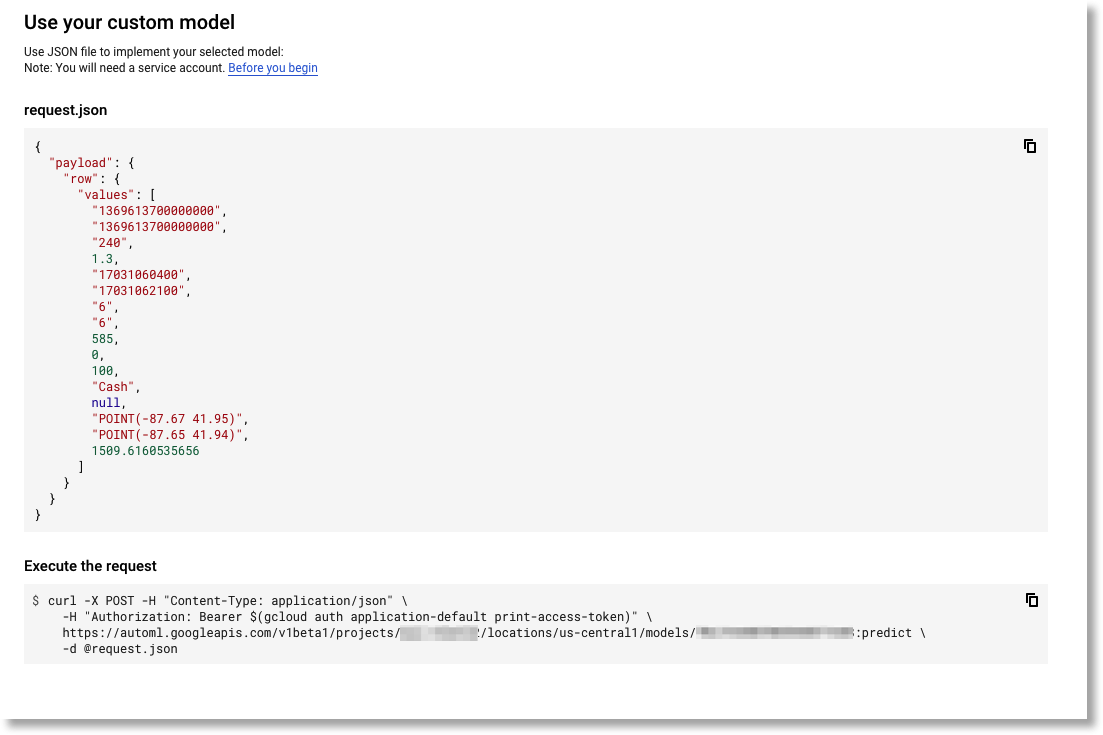 Use your custom model
Use JSON file to implement your selected model:
Note: You will need a service account. Before you begin
request.json
{
  "payload": {
    "row": {
      "values": [
        "1369613700000000",
        "1369613700000000",
        "240",
        1.3,
        "17031060400",
        "17031062100",
        "6",
        "6",
        585,
        0,
        100,
        "Cash",
        null,
        "POINT(-87.67 41.95)",
        "POINT(-87.65 41.94)",
        1509.6160535656
      ]
    }
  }
}
Execute the request
$ curl -X POST -H "Content-Type: application/json" \
    -H "Authorization: Bearer $(gcloud auth application-default print-access-token)" \
    https://automl.googleapis.com/v1beta1/projects/ /locations/us-central1/models/ :predict \
    -d @request.json